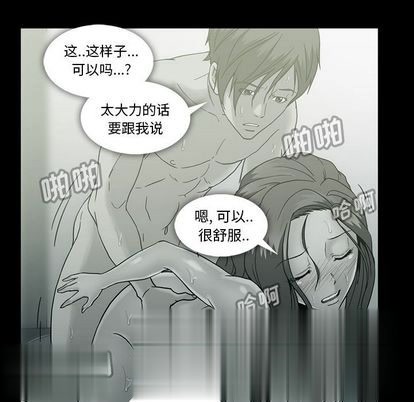 这..这样子...
可以吗...?
太大力的话
要跟我说
啪啪
啪啪
嗯, 可以..
很舒服..
哈啊
哈啊